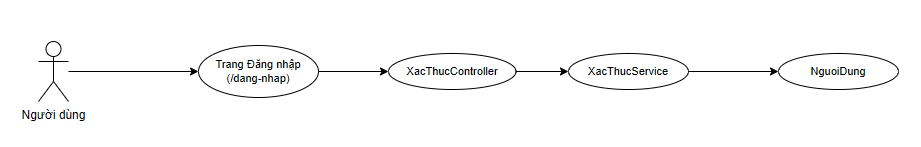 Trang Đăng nhập
(/dang-nhap)
XacThucController
XacThucService
NguoiDung
Người dùng